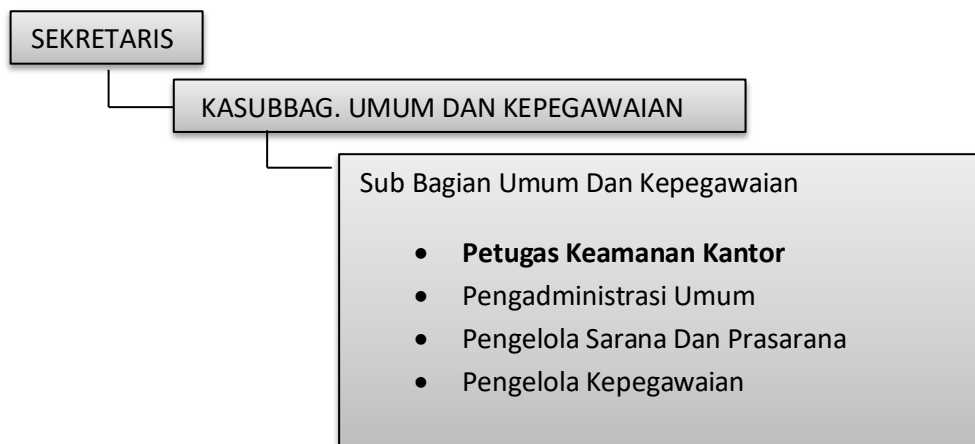 SEKRETARIS
KASUBBAG. UMUM DAN KEPEGAWAIAN
Sub Bagian Umum Dan Kepegawaian
• Petugas Keamanan Kantor
• Pengadministrasi Umum
• Pengelola Sarana Dan Prasarana
• Pengelola Kepegawaian